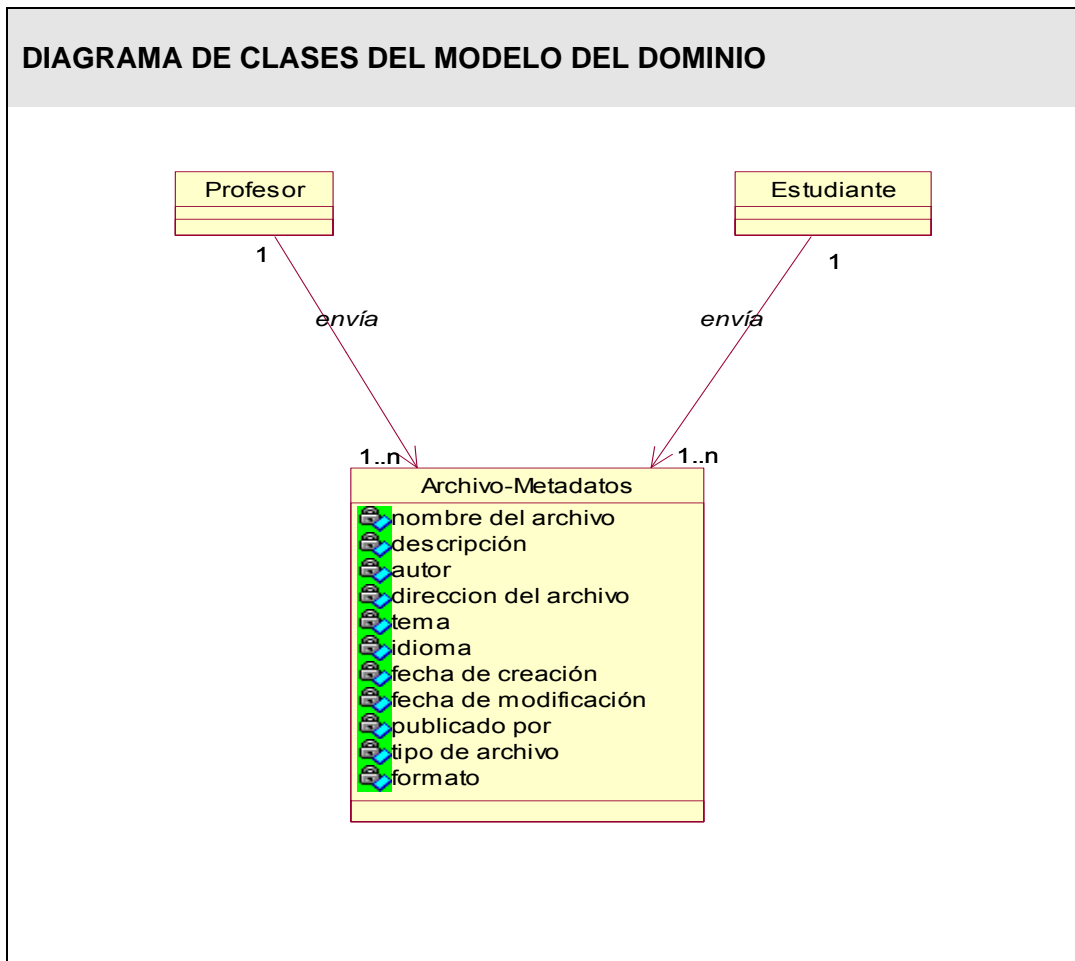 DIAGRAMA DE CLASES DEL MODELO DEL DOMINIO
Profesor
Estudiante
1
1
envía
envía
1..n
1..n
Archivo-Metadatos
nombre del archivo
descripción
autor
direccion del archivo
tema
idioma
fecha de creación
fecha de modificación
publicado por
tipo de archivo
formato